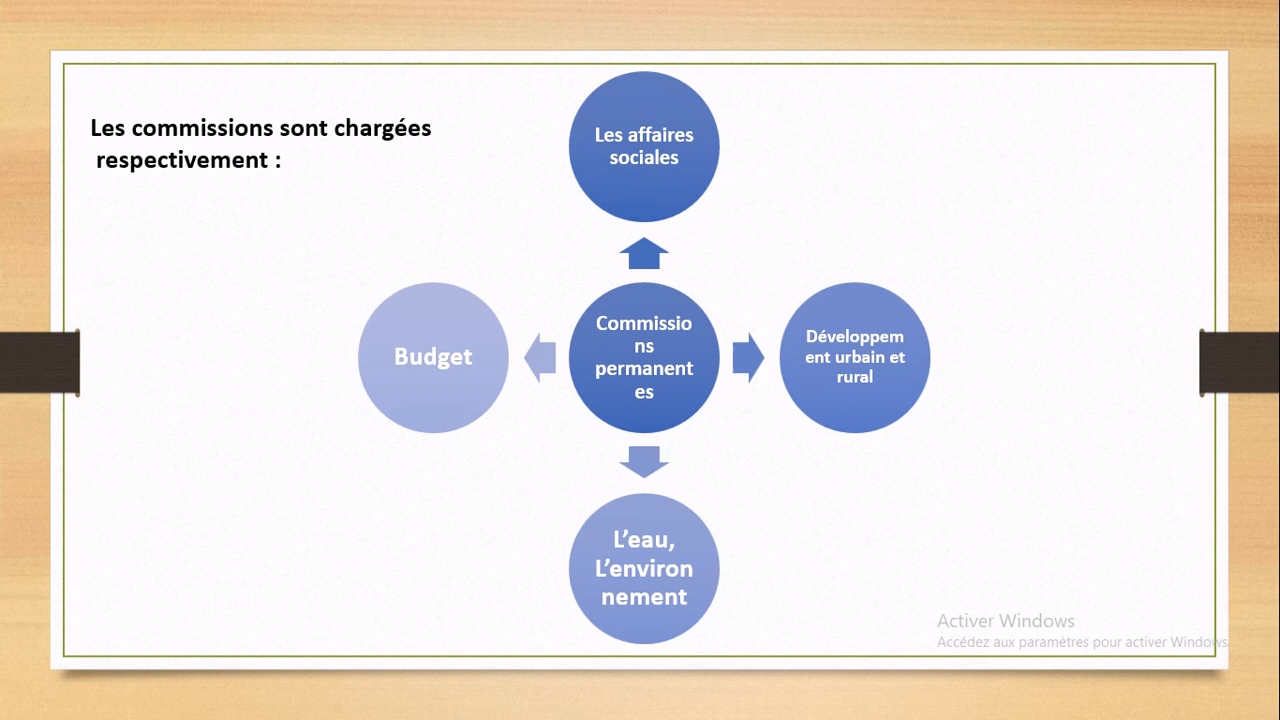 Les commissions sont chargées
respectivement :
Les affaires
sociales
Budget
Commissio
ns
permanent
es
Développem
ent urbain et
rural
L’eau,
L’environ
nement
Activer Windows
Accédez aux paramètres pour activer Windows.